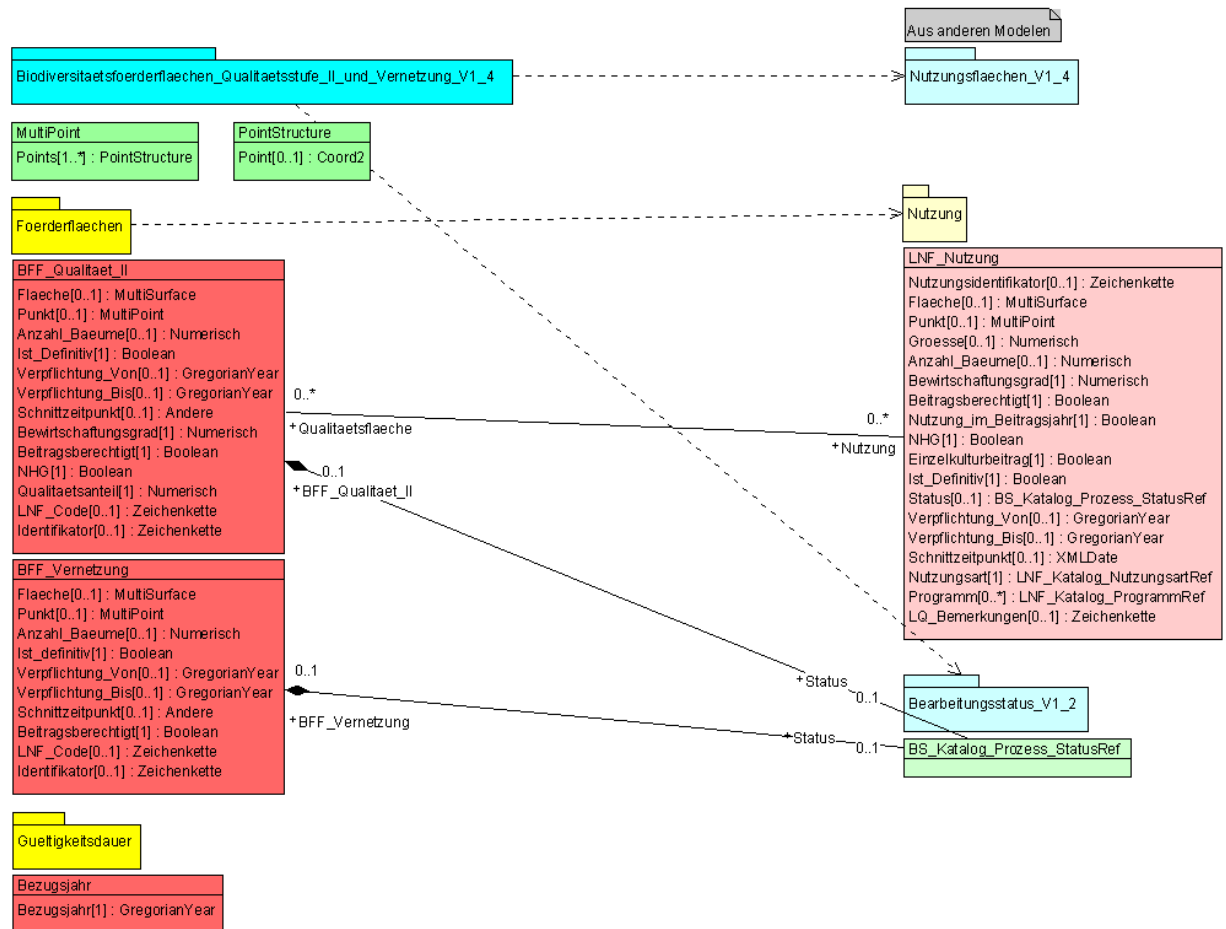 Aus anderen Modelen
Biodiversitaetsfoerderflaechen_Qualitaetsstufe_II_und_Vernetzung_V1_4
Nutzungsflaechen_V1_4
MultiPoint
Points[1..*] : PointStructure
PointStructure
Point[0..1] : Coord2
Foerderflaechen
Nutzung
BFF_Qualitaet_II
Flaeche[0..1] : MultiSurface
Punkt[0..1] : MultiPoint
Anzahl_Baeume[0..1] : Numerisch
Ist_Definitiv[1] : Boolean
Verpflichtung_Von[0..1] : GregorianYear
Verpflichtung_Bis[0..1] : GregorianYear
Schnittzeitpunkt[0..1] : Andere
Bewirtschaftungsgrad[1] : Numerisch
Beitragsberechtigt[1] : Boolean
NHG[1] : Boolean
Qualitaetsanteil[1] : Numerisch
LNF_Code[0..1] : Zeichenkette
Identifikator[0..1] : Zeichenkette
0..*
+Qualitaetsflaeche
0..*
+Nutzung
0..1
+BFF_Qualitaet_II
LNF_Nutzung
Nutzungsidentifikator[0..1] : Zeichenkette
Flaeche[0..1] : MultiSurface
Punkt[0..1] : MultiPoint
Groesse[0..1] : Numerisch
Anzahl_Baeume[0..1] : Numerisch
Bewirtschaftungsgrad[1] : Numerisch
Beitragsberechtigt[1] : Boolean
Nutzung_im_Beitragsjahr[1] : Boolean
NHG[1] : Boolean
Einzelkulturbeitrag[1] : Boolean
Ist_Definitiv[1] : Boolean
Status[0..1] : BS_Katalog_Prozess_StatusRef
Verpflichtung_Von[0..1] : GregorianYear
Verpflichtung_Bis[0..1] : GregorianYear
Schnittzeitpunkt[0..1] : XMLDate
Nutzungsart[1] : LNF_Katalog_NutzungsartRef
Programm[0..*] : LNF_Katalog_ProgrammRef
LQ_Bemerkungen[0..1] : Zeichenkette
BFF_Vernetzung
Flaeche[0..1] : MultiSurface
Punkt[0..1] : MultiPoint
Anzahl_Baeume[0..1] : Numerisch
Ist_definitiv[1] : Boolean
Verpflichtung_Von[0..1] : GregorianYear
Verpflichtung_Bis[0..1] : GregorianYear
Schnittzeitpunkt[0..1] : Andere
Beitragsberechtigt[1] : Boolean
LNF_Code[0..1] : Zeichenkette
Identifikator[0..1] : Zeichenkette
0..1
+BFF_Vernetzung
+Status
0..1
+Status
0..1
Bearbeitungsstatus_V1_2
BS_Katalog_Prozess_StatusRef
Gueltigkeitsdauer
Bezugsjahr
Bezugsjahr[1] : GregorianYear